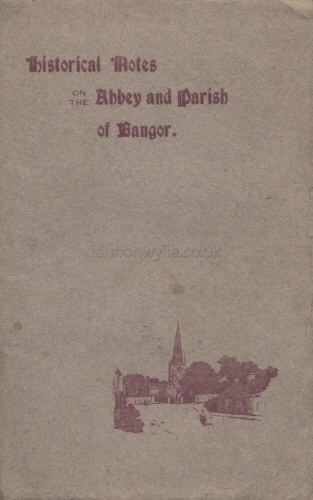 Historical Notes
ON THE Abbey and Parish
of Bangor.
lennonwylie.co.uk